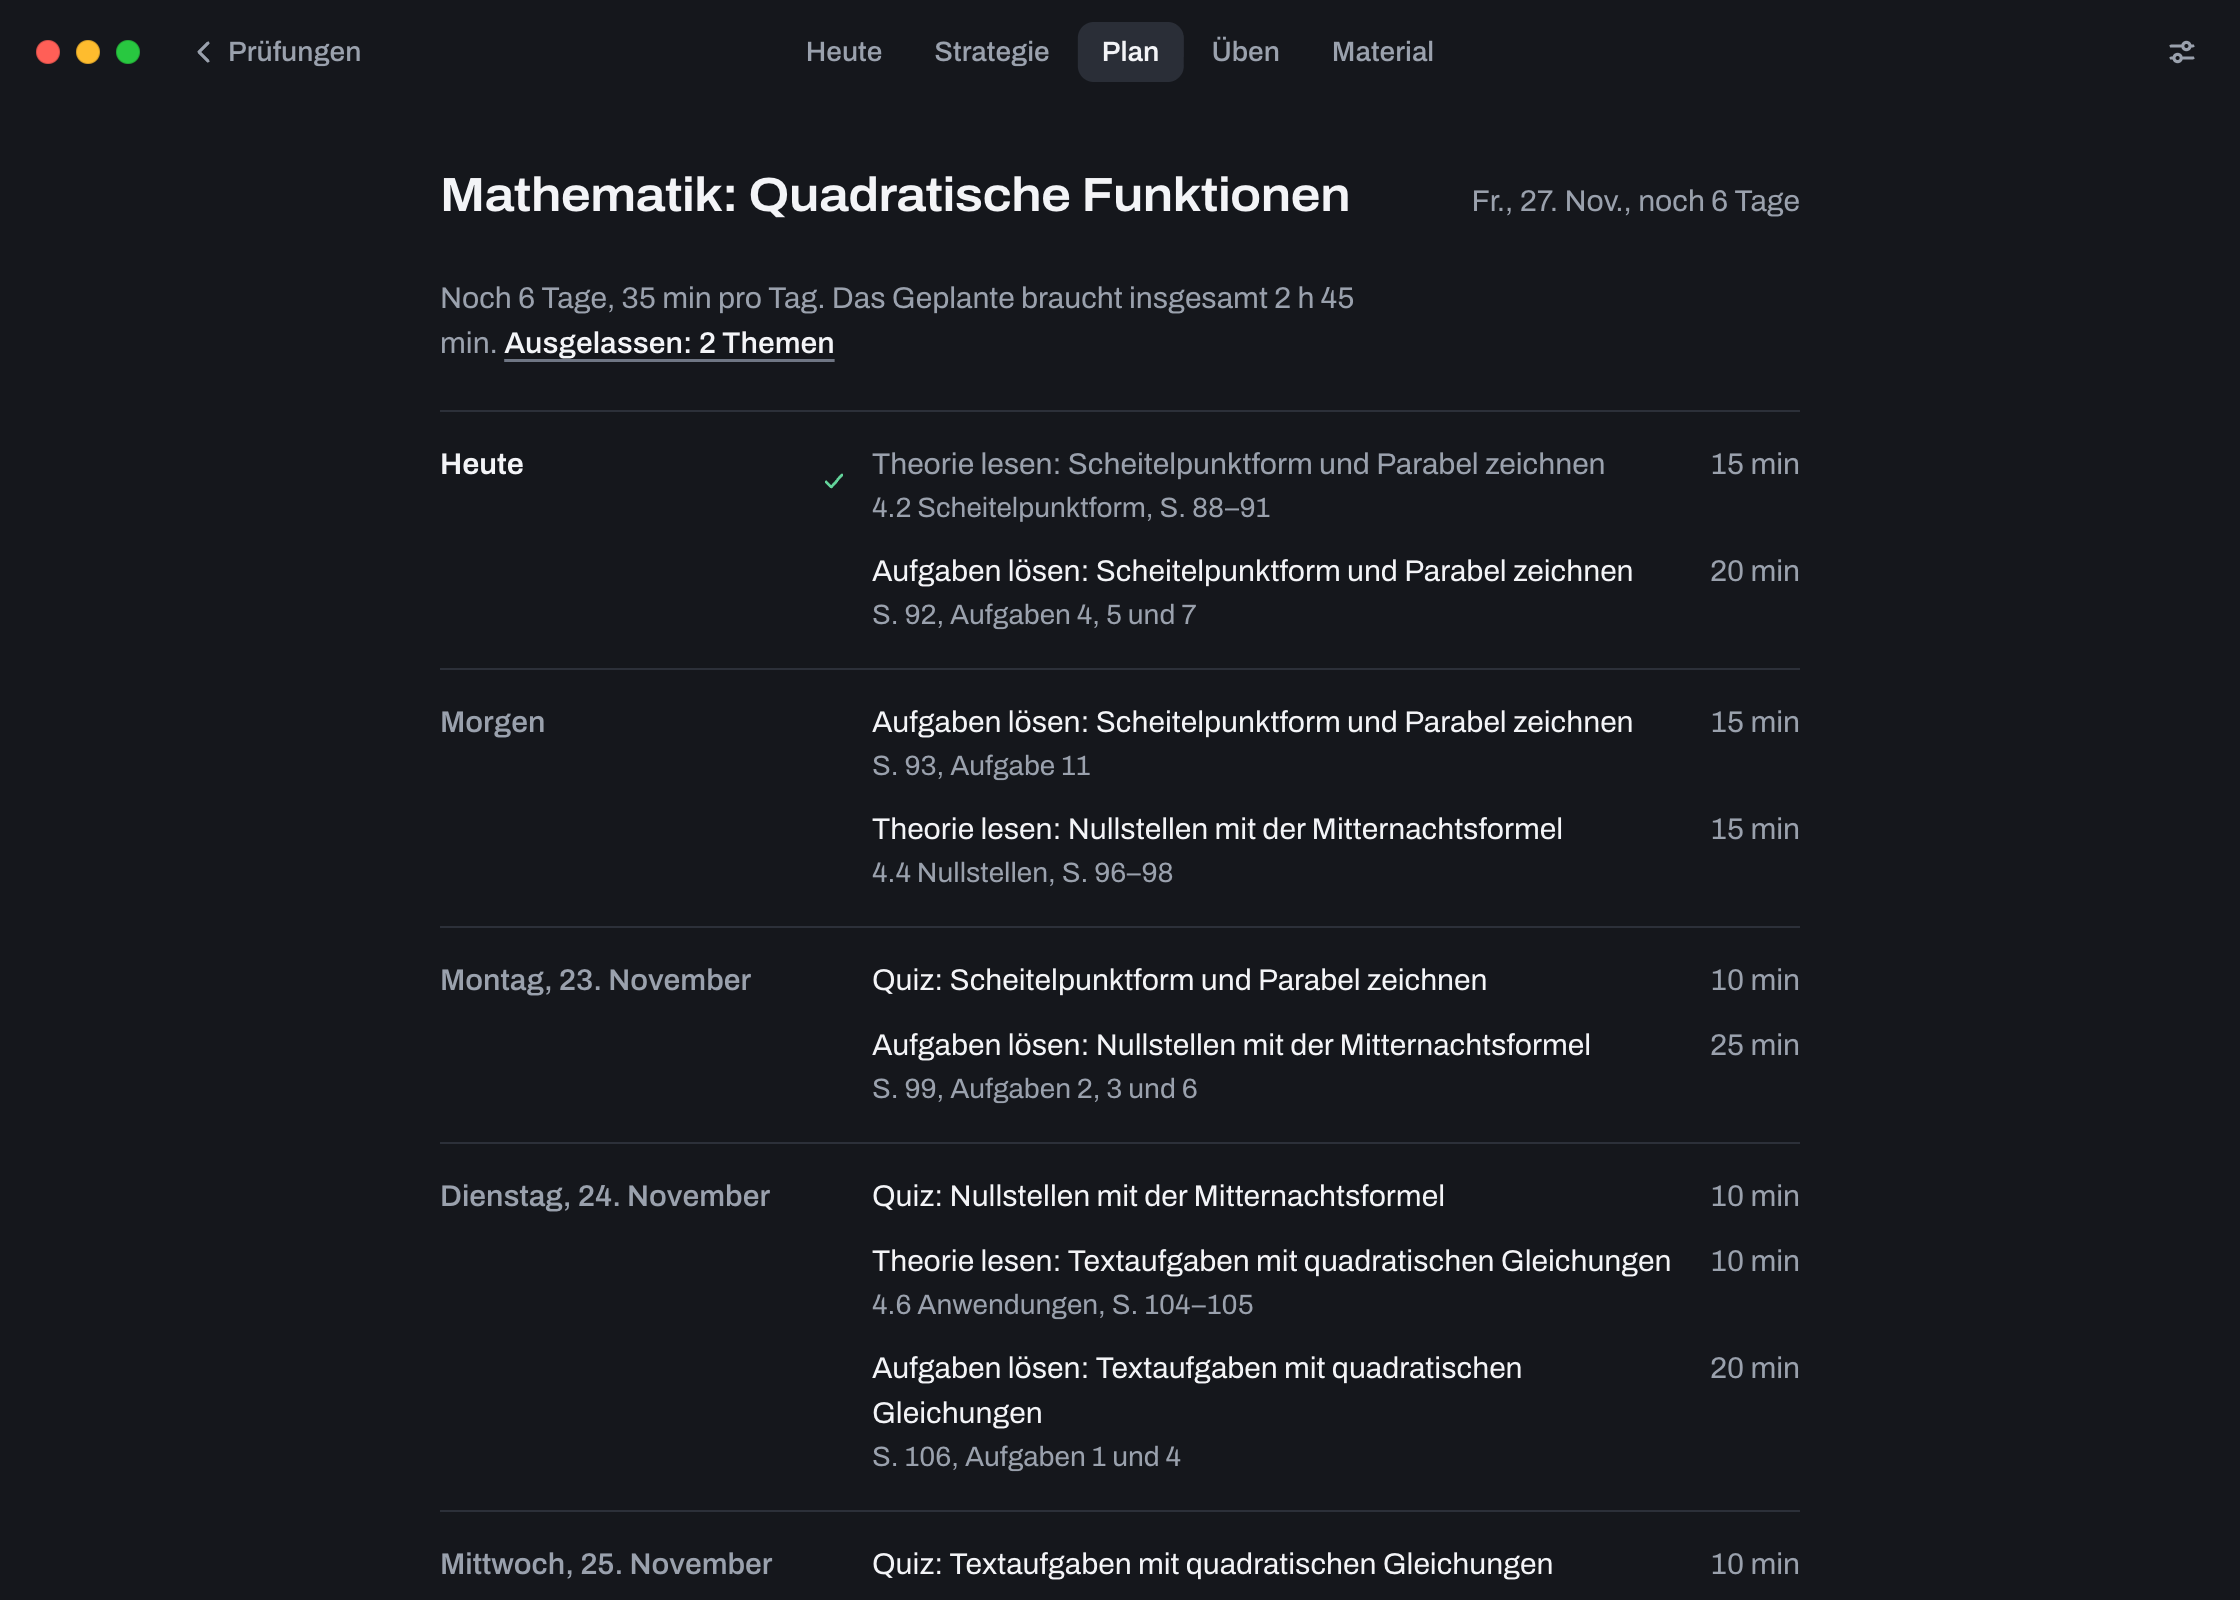 Prüfungen
Heute
Strategie
Plan
Üben
Material
Mathematik: Quadratische Funktionen
Fr., 27. Nov., noch 6 Tage
Noch 6 Tage, 35 min pro Tag. Das Geplante braucht insgesamt 2 h 45
min. Ausgelassen: 2 Themen
Heute
Theorie lesen: Scheitelpunktform und Parabel zeichnen
15 min
4.2 Scheitelpunktform, S. 88–91
Aufgaben lösen: Scheitelpunktform und Parabel zeichnen
20 min
S. 92, Aufgaben 4, 5 und 7
Morgen
Aufgaben lösen: Scheitelpunktform und Parabel zeichnen
15 min
S. 93, Aufgabe 11
Theorie lesen: Nullstellen mit der Mitternachtsformel
15 min
4.4 Nullstellen, S. 96–98
Montag, 23. November
Quiz: Scheitelpunktform und Parabel zeichnen
10 min
Aufgaben lösen: Nullstellen mit der Mitternachtsformel
25 min
S. 99, Aufgaben 2, 3 und 6
Dienstag, 24. November
Quiz: Nullstellen mit der Mitternachtsformel
10 min
Theorie lesen: Textaufgaben mit quadratischen Gleichungen
10 min
4.6 Anwendungen, S. 104–105
Aufgaben lösen: Textaufgaben mit quadratischen
Gleichungen
20 min
S. 106, Aufgaben 1 und 4
Mittwoch, 25. November
Quiz: Textaufgaben mit quadratischen Gleichungen
10 min